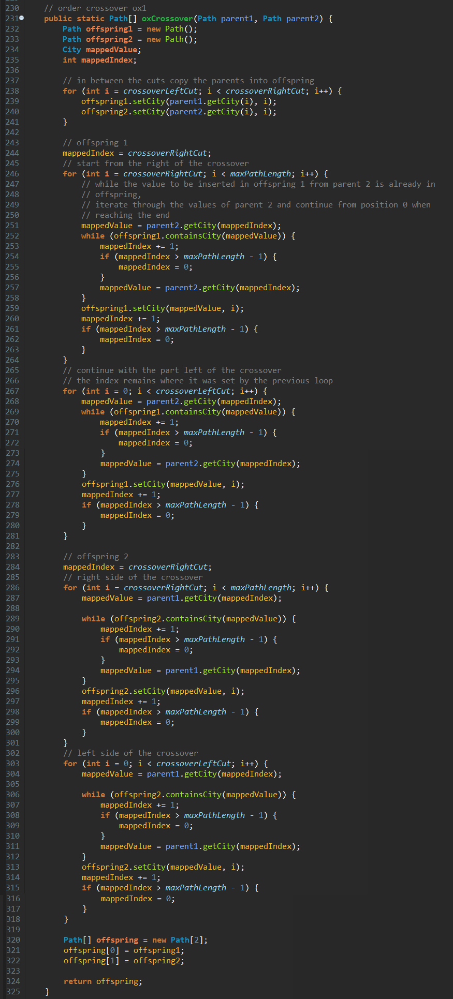 230 // order crossover ox1
231 public static Path[] oxCrossover(Path parent1, Path parent2) {
232 Path offspring1 = new Path();
233 Path offspring2 = new Path();
234 City mappedValue;
235 int mappedIndex;
236
237 // in between the cuts copy the parents into offspring
238 for (int i = crossoverLeftCut; i < crossoverRightCut; i++) {
239 offspring1.setCity(parent1.getCity(i), i);
240 offspring2.setCity(parent2.getCity(i), i);
241 }
242
243 // offspring 1
244 mappedIndex = crossoverRightCut;
245 // start from the right of the crossover
246 for (int i = crossoverRightCut; i < maxPathLength; i++) {
247 // while the value to be inserted in offspring 1 from parent 2 is already in
248 // offspring,
249 // iterate through the values of parent 2 and continue from position 0 when
250 // reaching the end
251 mappedValue = parent2.getCity(mappedIndex);
252 while (offspring1.containsCity(mappedValue)) {
253 mappedIndex += 1;
254 if (mappedIndex > maxPathLength - 1) {
255 mappedIndex = 0;
256 }
257 mappedValue = parent2.getCity(mappedIndex);
258 }
259 offspring1.setCity(mappedValue, i);
260 mappedIndex += 1;
261 if (mappedIndex > maxPathLength - 1) {
262 mappedIndex = 0;
263 }
264 }
265 // continue with the part left of the crossover
266 // the index remains where it was set by the previous loop
267 for (int i = 0; i < crossoverLeftCut; i++) {
268 mappedValue = parent2.getCity(mappedIndex);
269 while (offspring1.containsCity(mappedValue)) {
270 mappedIndex += 1;
271 if (mappedIndex > maxPathLength - 1) {
272 mappedIndex = 0;
273 }
274 mappedValue = parent2.getCity(mappedIndex);
275 }
276 offspring1.setCity(mappedValue, i);
277 mappedIndex += 1;
278 if (mappedIndex > maxPathLength - 1) {
279 mappedIndex = 0;
280 }
281 }
282
283 // offspring 2
284 mappedIndex = crossoverRightCut;
285 // right side of the crossover
286 for (int i = crossoverRightCut; i < maxPathLength; i++) {
287 mappedValue = parent1.getCity(mappedIndex);
288
289 while (offspring2.containsCity(mappedValue)) {
290 mappedIndex += 1;
291 if (mappedIndex > maxPathLength - 1) {
292 mappedIndex = 0;
293 }
294 mappedValue = parent1.getCity(mappedIndex);
295 }
296 offspring2.setCity(mappedValue, i);
297 mappedIndex += 1;
298 if (mappedIndex > maxPathLength - 1) {
299 mappedIndex = 0;
300 }
301 }
302 // left side of the crossover
303 for (int i = 0; i < crossoverLeftCut; i++) {
304 mappedValue = parent1.getCity(mappedIndex);
305
306 while (offspring2.containsCity(mappedValue)) {
307 mappedIndex += 1;
308 if (mappedIndex > maxPathLength - 1) {
309 mappedIndex = 0;
310 }
311 mappedValue = parent1.getCity(mappedIndex);
312 }
313 offspring2.setCity(mappedValue, i);
314 mappedIndex += 1;
315 if (mappedIndex > maxPathLength - 1) {
316 mappedIndex = 0;
317 }
318 }
319
320 Path[] offspring = new Path[2];
321 offspring[0] = offspring1;
322 offspring[1] = offspring2;
323
324 return offspring;
325 }